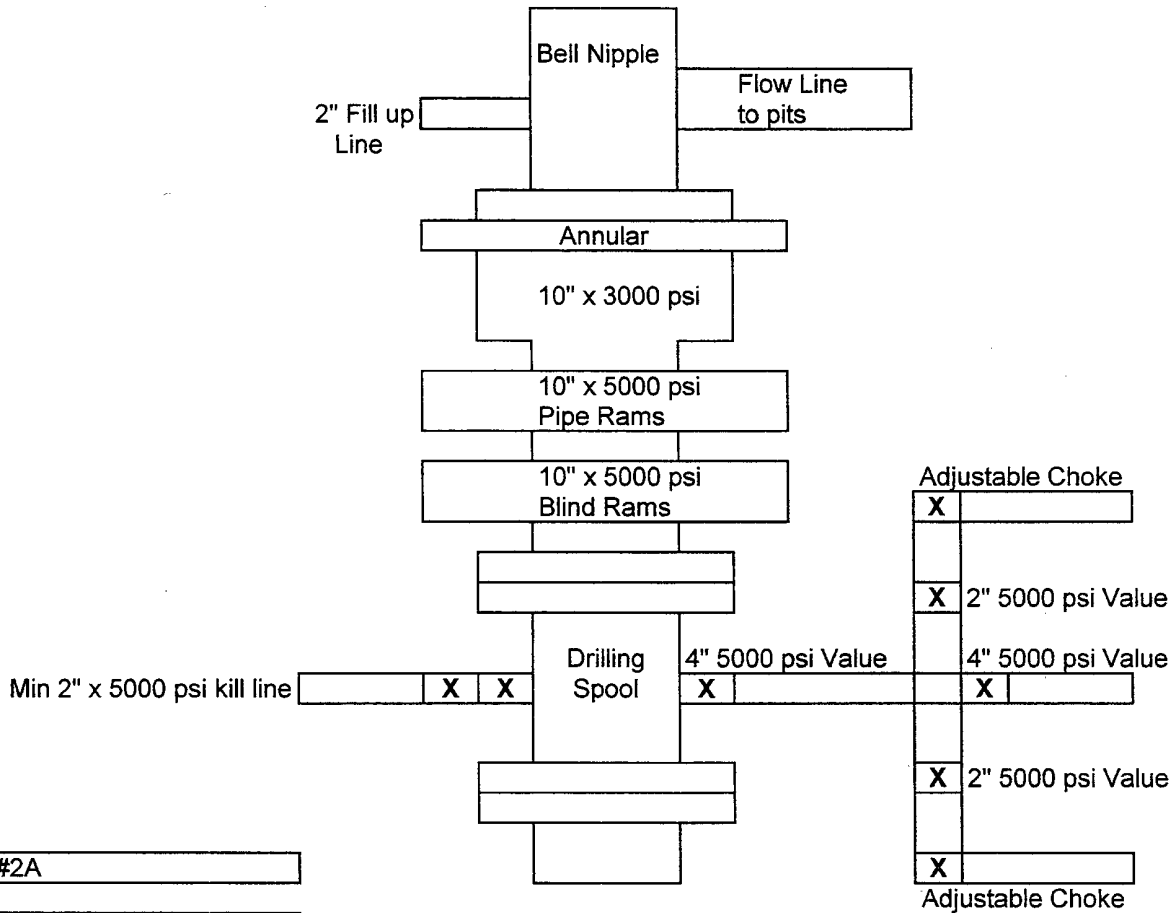 Bell Nipple
Flow Line
to pits
2" Fill up
Line
Annular
10" x 3000 psi
10" x 5000 psi
Pipe Rams
10" x 5000 psi
Blind Rams
Adjustable Choke
X
X 2" 5000 psi Value
Drilling
Spool
4" 5000 psi Value
4" 5000 psi Value
Min 2" x 5000 psi kill line
X X
X
X
X 2" 5000 psi Value
#2A
X
Adjustable Choke